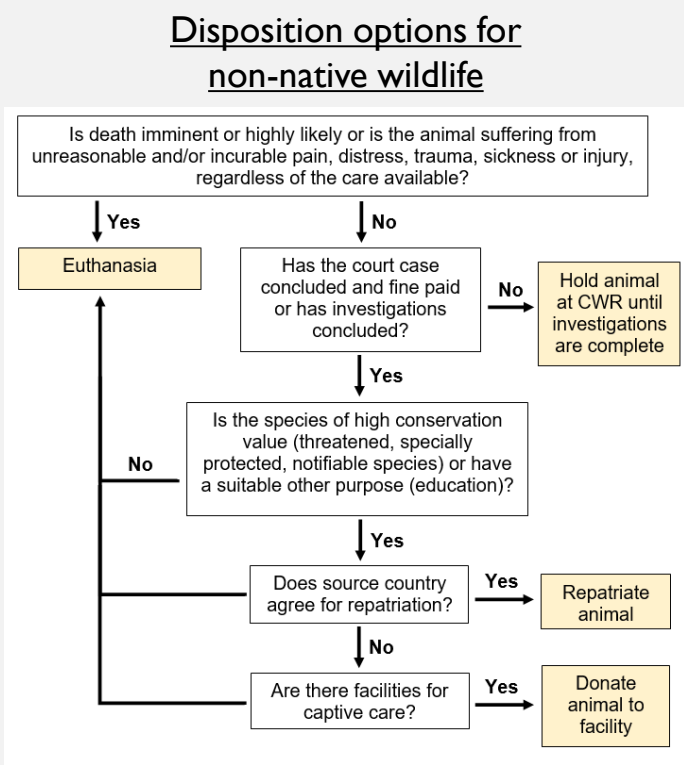 Disposition options for
non-native wildlife
Is death imminent or highly likely or is the animal suffering from
unreasonable and/or incurable pain, distress, trauma, sickness or injury,
regardless of the care available?
Yes
No
Euthanasia
Has the court case
concluded and fine paid
or has investigations
concluded?
No
Hold animal
at CWR until
investigations
are complete
Yes
Is the species of high conservation
value (threatened, specially
protected, notifiable species) or have
a suitable other purpose (education)?
No
Yes
Does source country
agree for repatriation?
Yes
Repatriate
animal
No
Are there facilities for
captive care?
Yes
Donate
animal to
facility